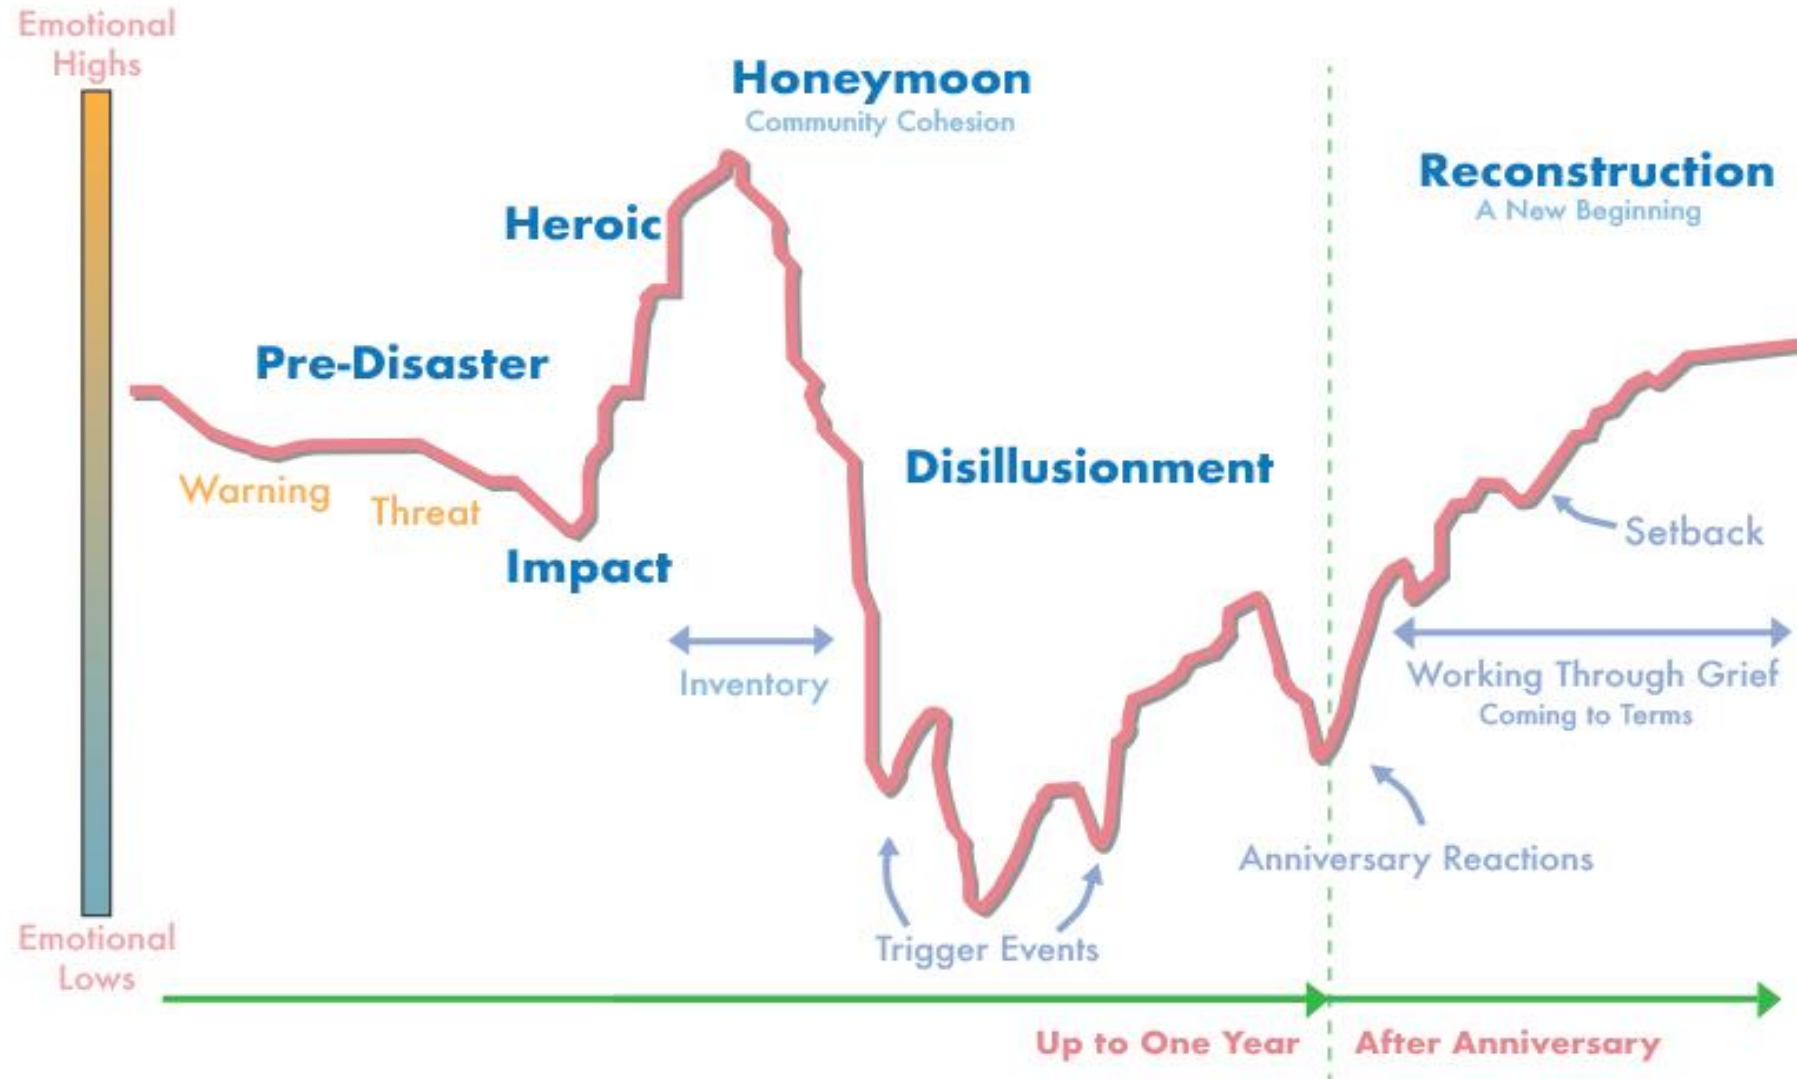 Emotional
Highs
Honeymoon
Community Cohesion
Reconstruction
A New Beginning
Heroic
Pre-Disaster
Warning
Threat
Disillusionment
Setback
Impact
Inventory
Working Through Grief
Coming to Terms
Anniversary Reactions
Trigger Events
Emotional
Lows
Up to One Year
After Anniversary